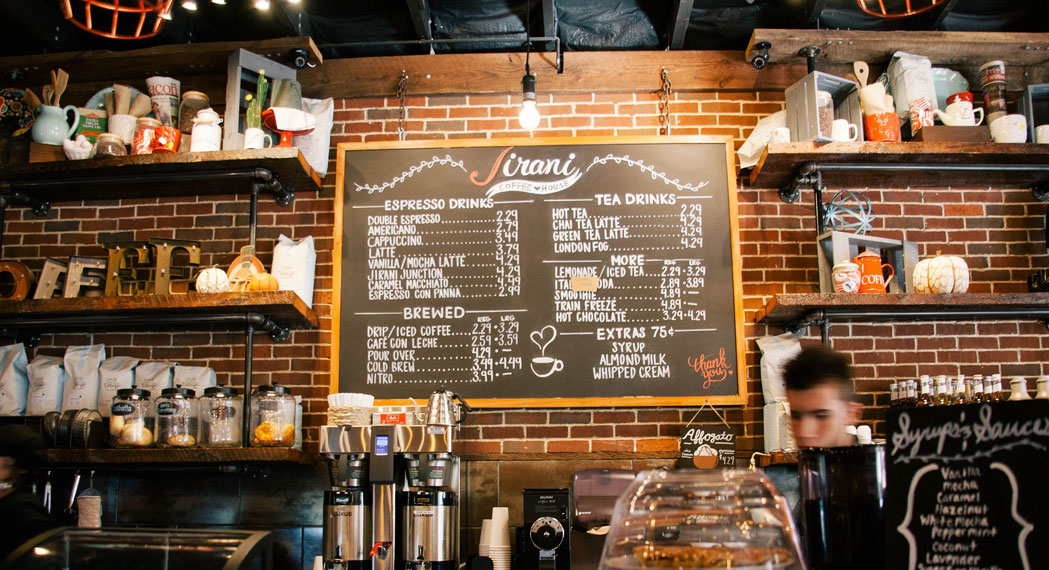 Jirani
COFFEE HOUSE
ESPRESSO DRINKS
DOUBLE ESPRESSO 2.29
AMERICANO 2.79
CAPPUCCINO 3.49
LATTE 3.79
VANILLA/MOCHA LATTE 4.29
JIRANI JUNCTION 4.49
CARAMEL MACCHIATO 4.49
ESPRESSO CON PANNA 2.99
BREWED
REG LRG
DRIP/ICED COFFEE 2.29 • 3.29
CAFE CON LECHE 2.59 • 3.59
POUR OVER 4.29 • —
COLD BREW 3.49 • 4.49
NITRO 3.99 • —
TEA DRINKS
HOT TEA 2.29
CHAI TEA LATTE 4.29
GREEN TEA LATTE 4.29
LONDON FOG 4.29
MORE
REG LRG
LEMONADE/ICED TEA 2.29 • 3.29
SODA 2.89 • 3.89
SMOOTHIE 4.89 • —
TRAIN FREEZE 4.89 • —
HOT CHOCOLATE 3.29 • 4.29
EXTRAS 75¢
SYRUP
ALMOND MILK
WHIPPED CREAM
thank you
Affogato
$4.29
Syrups & Sauces
Vanilla
Mocha
Caramel
Hazelnut
White Mocha
Peppermint
Coconut
Lavender
COFFEE